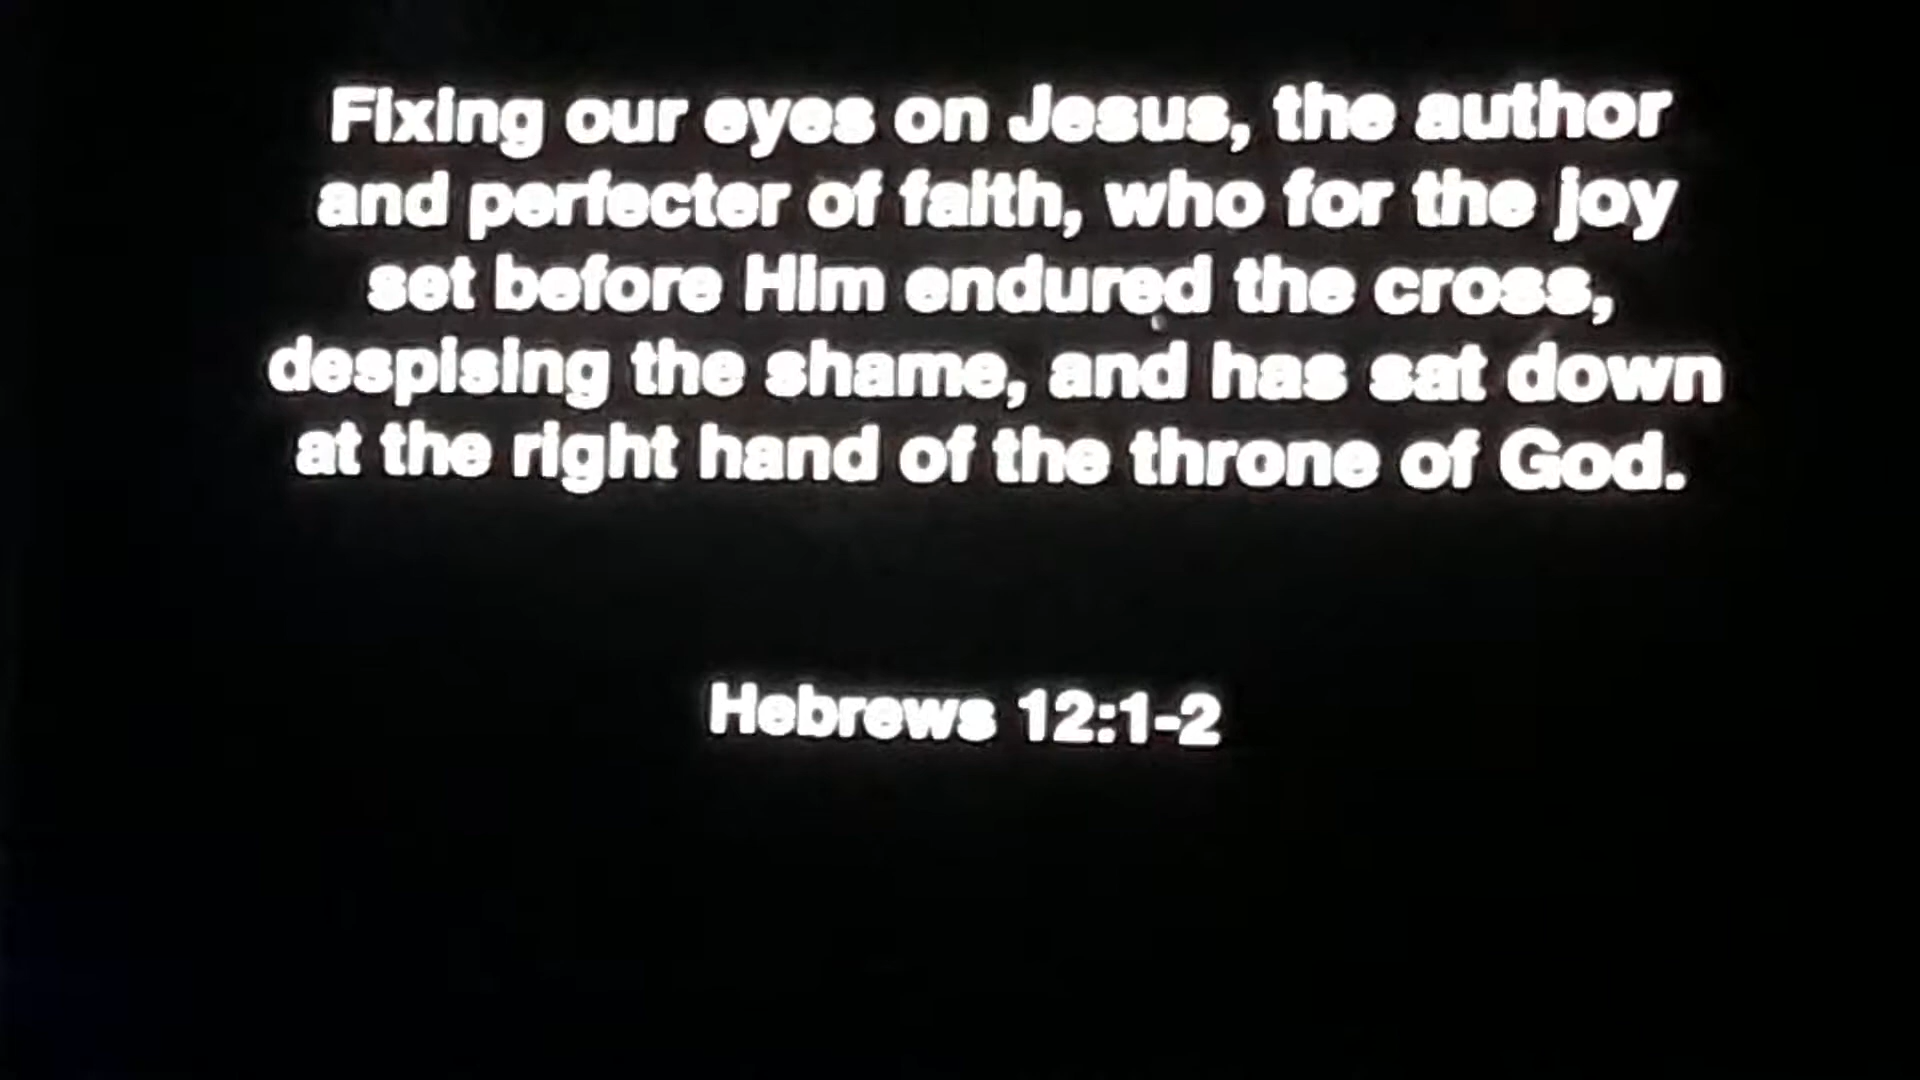 Fixing our eyes on Jesus, the author
and perfecter of faith, who for the joy
set before Him endured the cross,
despising the shame, and has sat down
at the right hand of the throne of God.
Hebrews 12:1-2